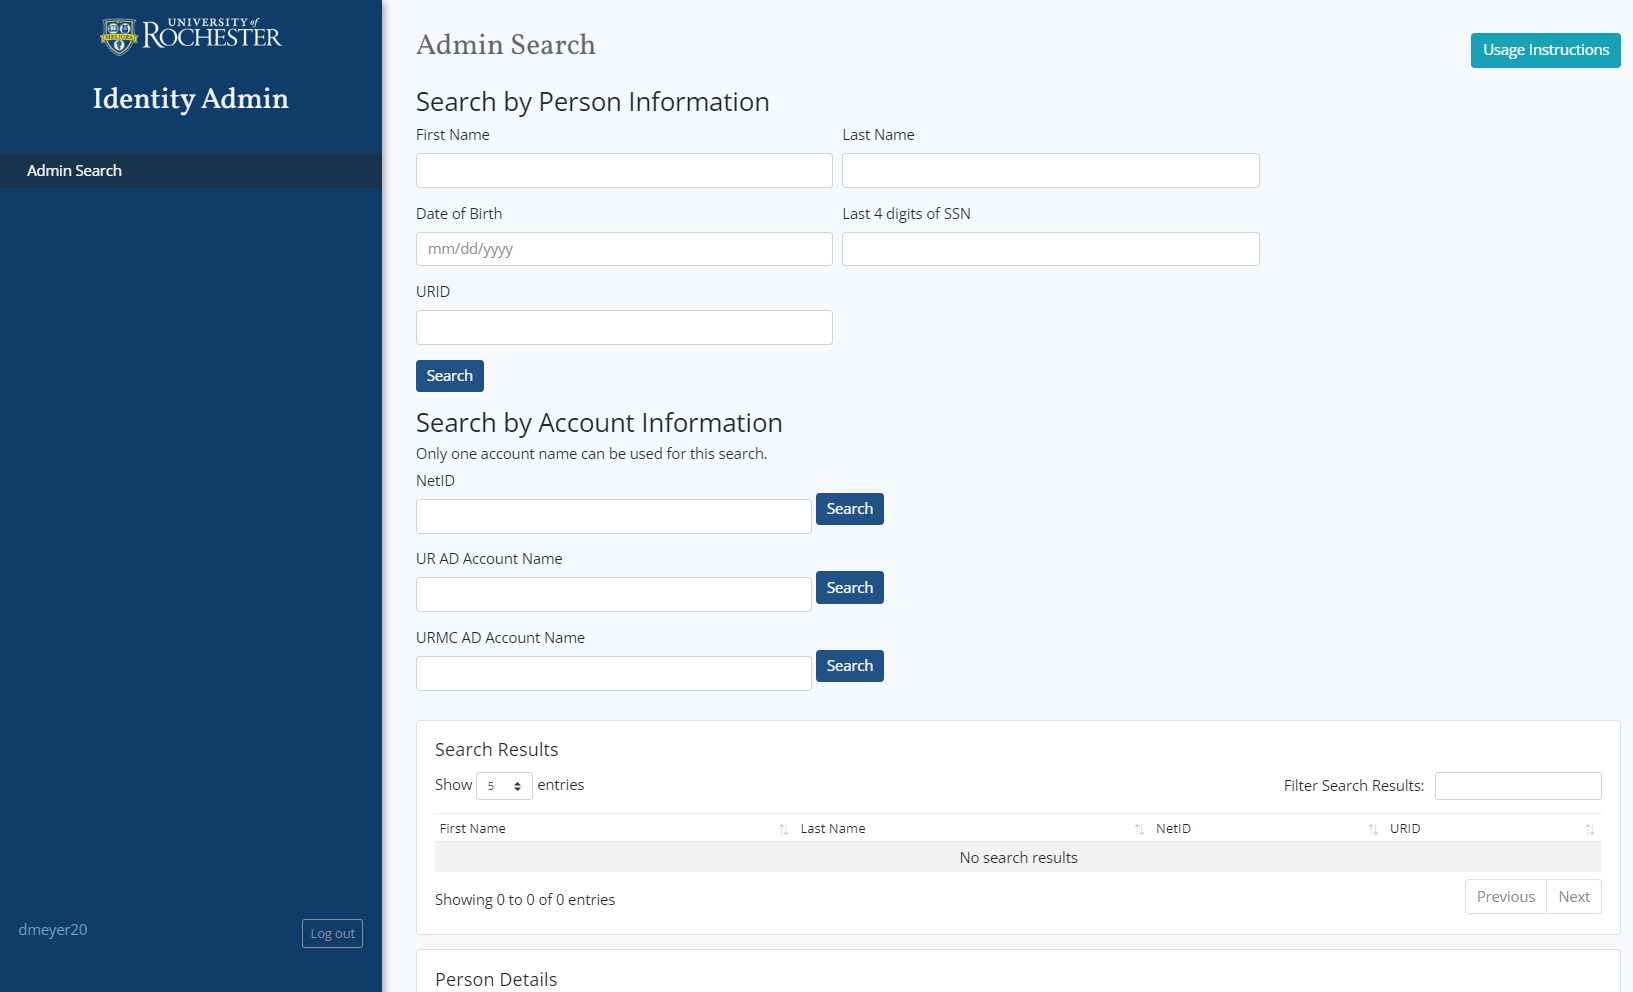 UNIVERSITY of
ROCHESTER
MELIORA
Identity Admin
Admin Search
dmeyer20
Log out
Admin Search
Usage Instructions
Search by Person Information
First Name
Last Name
Date of Birth
Last 4 digits of SSN
mm/dd/yyyy
URID
Search
Search by Account Information
Only one account name can be used for this search.
NetID
Search
UR AD Account Name
Search
URMC AD Account Name
Search
Search Results
Show 5 entries
Filter Search Results:
First Name Last Name NetID URID
No search results
Showing 0 to 0 of 0 entries
Previous Next
Person Details